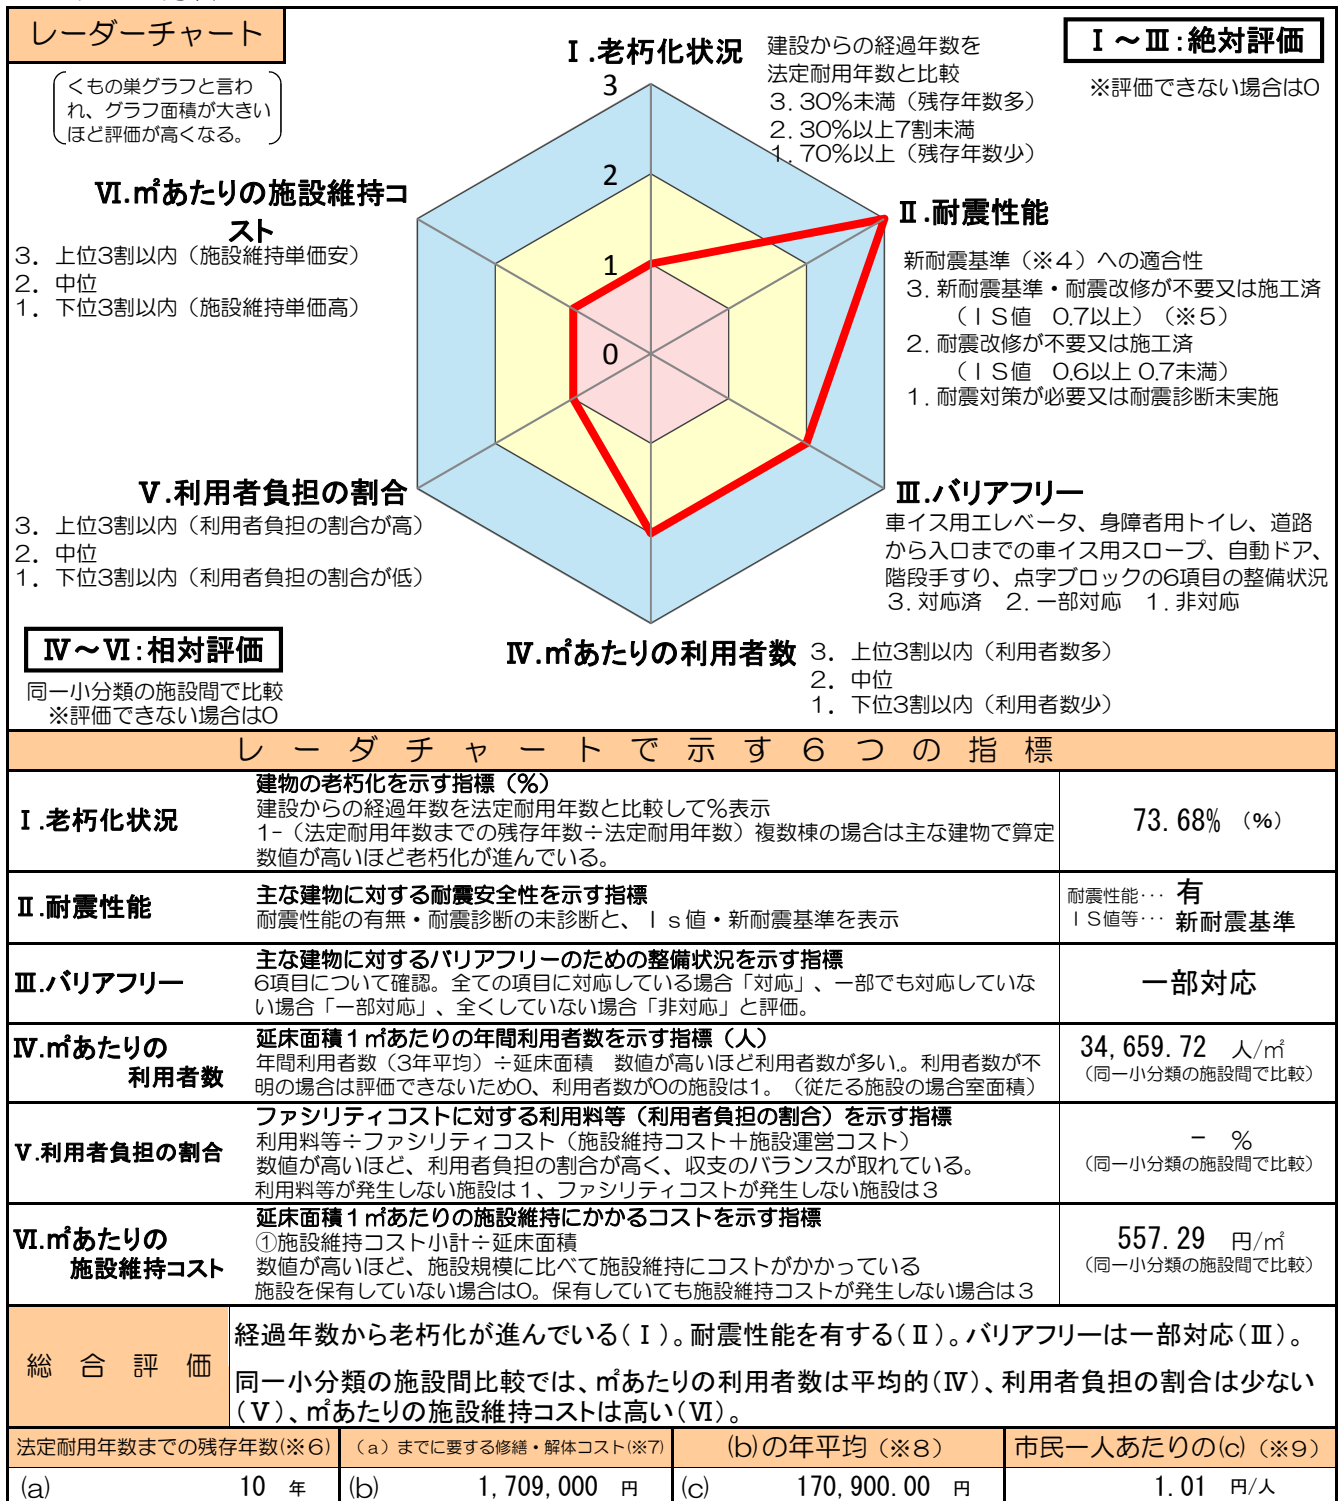 レーダーチャート
くもの巣グラフと言わ
れ、グラフ面積が大きい
ほど評価が高くなる。
Ⅰ～Ⅲ:絶対評価
※評価できない場合は0
Ⅰ.老朽化状況
建設からの経過年数を
法定耐用年数と比較
3. 30%未満（残存年数多）
2. 30%以上7割未満
1. 70%以上（残存年数少）
3
2
1
0
Ⅱ.耐震性能
新耐震基準（※4）への適合性
3. 新耐震基準・耐震改修が不要又は施工済
（ＩＳ値 0.7以上）（※5）
2. 耐震改修が不要又は施工済
（ＩＳ値 0.6以上 0.7未満）
1. 耐震対策が必要又は耐震診断未実施
Ⅵ.㎡あたりの施設維持コ
スト
3. 上位3割以内（施設維持単価安）
2. 中位
1. 下位3割以内（施設維持単価高）
Ⅴ.利用者負担の割合
3. 上位3割以内（利用者負担の割合が高）
2. 中位
1. 下位3割以内（利用者負担の割合が低）
Ⅲ.バリアフリー
車イス用エレベータ、身障者用トイレ、道路
から入口までの車イス用スロープ、自動ドア、
階段手すり、点字ブロックの6項目の整備状況
3. 対応済 2. 一部対応 1. 非対応
Ⅳ～Ⅵ:相対評価
同一小分類の施設間で比較
※評価できない場合は0
Ⅳ.㎡あたりの利用者数
3. 上位3割以内（利用者数多）
2. 中位
1. 下位3割以内（利用者数少）
レーダチャートで示す6つの指標
Ⅰ.老朽化状況
建物の老朽化を示す指標（%）
建設からの経過年数を法定耐用年数と比較して%表示
1-（法定耐用年数までの残存年数÷法定耐用年数）複数棟の場合は主な建物で算定
数値が高いほど老朽化が進んでいる。
73.68% （%）
Ⅱ.耐震性能
主な建物に対する耐震安全性を示す指標
耐震性能の有無・耐震診断の未診断と、Ｉｓ値・新耐震基準を表示
耐震性能･･･ 有
ＩＳ値等･･･ 新耐震基準
Ⅲ.バリアフリー
主な建物に対するバリアフリーのための整備状況を示す指標
6項目について確認。全ての項目に対応している場合「対応」、一部でも対応していな
い場合「一部対応」、全くしていない場合「非対応」と評価。
一部対応
Ⅳ.㎡あたりの
利用者数
延床面積１㎡あたりの年間利用者数を示す指標（人）
年間利用者数（3年平均）÷延床面積 数値が高いほど利用者数が多い。利用者数が不
明の場合は評価できないため0、利用者数が0の施設は1。（従たる施設の場合室面積）
34,659.72 人/㎡
（同一小分類の施設間で比較）
Ⅴ.利用者負担の割合
ファシリティコストに対する利用料等（利用者負担の割合）を示す指標
利用料等÷ファシリティコスト（施設維持コスト＋施設運営コスト）
数値が高いほど、利用者負担の割合が高く、収支のバランスが取れている。
利用料等が発生しない施設は１、ファシリティコストが発生しない施設は３
- %
（同一小分類の施設間で比較）
Ⅵ.㎡あたりの
施設維持コスト
延床面積１㎡あたりの施設維持にかかるコストを示す指標
①施設維持コスト小計÷延床面積
数値が高いほど、施設規模に比べて施設維持にコストがかかっている
施設を保有していない場合は0。保有していても施設維持コストが発生しない場合は３
557.29 円/㎡
（同一小分類の施設間で比較）
総合評価
経過年数から老朽化が進んでいる(Ⅰ)。耐震性能を有する(Ⅱ)。バリアフリーは一部対応(Ⅲ)。
同一小分類の施設間比較では、㎡あたりの利用者数は平均的(Ⅳ)、利用者負担の割合は少ない
(Ⅴ)、㎡あたりの施設維持コストは高い(Ⅵ)。
法定耐用年数までの残存年数(※6) （a）までに要する修繕・解体コスト(※7) (b)の年平均（※8） 市民一人あたりの(c)（※9）
(a) 10 年 (b) 1,709,000 円 (c) 170,900.00 円 1.01 円/人